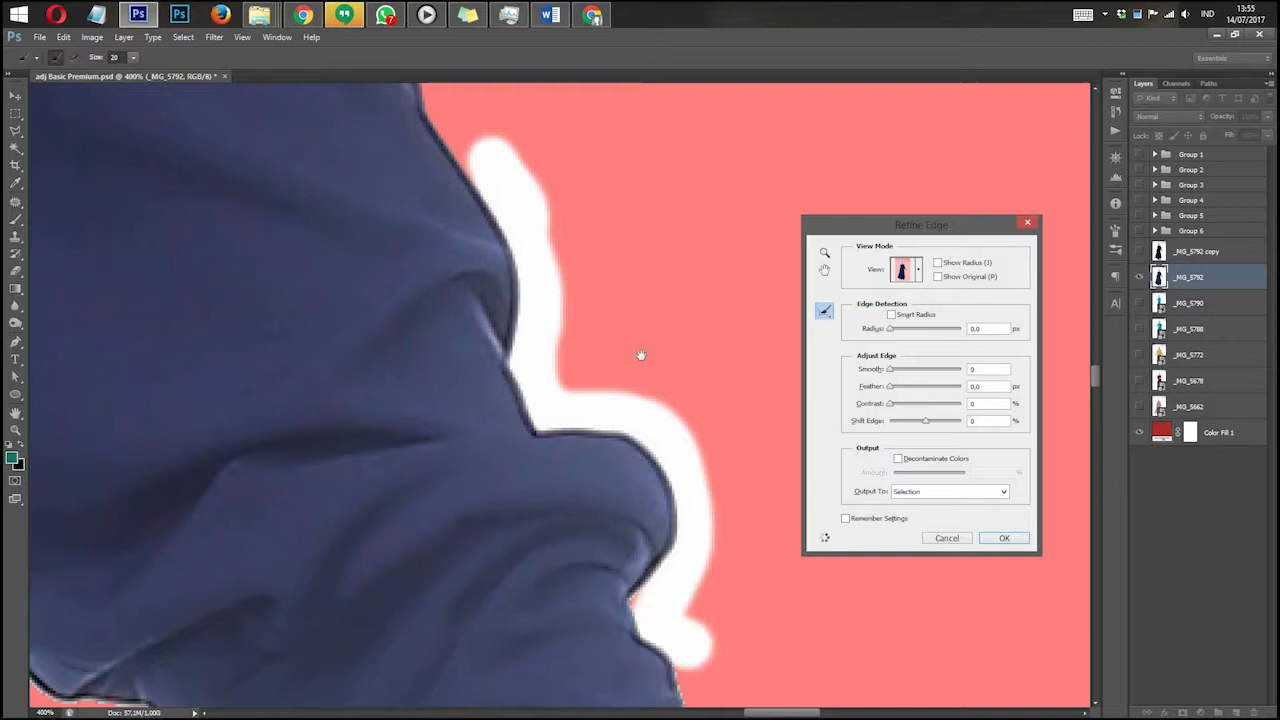 7
IND
13:55
14/07/2017
Ps File Edit Image Layer Type Select Filter View Window Help
Size: 20
Essentials
adj Basic Premium.psd @ 400% (_MG_5792, RGB/8) *
Layers Channels Paths
Kind
Normal Opacity: 100%
Lock: Fill: 100%
Group 1
Group 2
Group 3
Group 4
Group 5
Group 6
_MG_5792 copy
_MG_5792
_MG_5790
_MG_5788
_MG_5772
_MG_5678
_MG_5662
Color Fill 1
Refine Edge
View Mode
View: Show Radius (J)
Show Original (P)
Edge Detection
Smart Radius
Radius: 0,0 px
Adjust Edge
Smooth: 0
Feather: 0,0 px
Contrast: 0 %
Shift Edge: 0 %
Output
Decontaminate Colors
Amount: %
Output To: Selection
Remember Settings
Cancel OK
400% Doc: 57,1M/1,00G